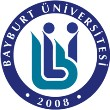 BAYBURT ÜNİVERSİTESİ
• 2008 •